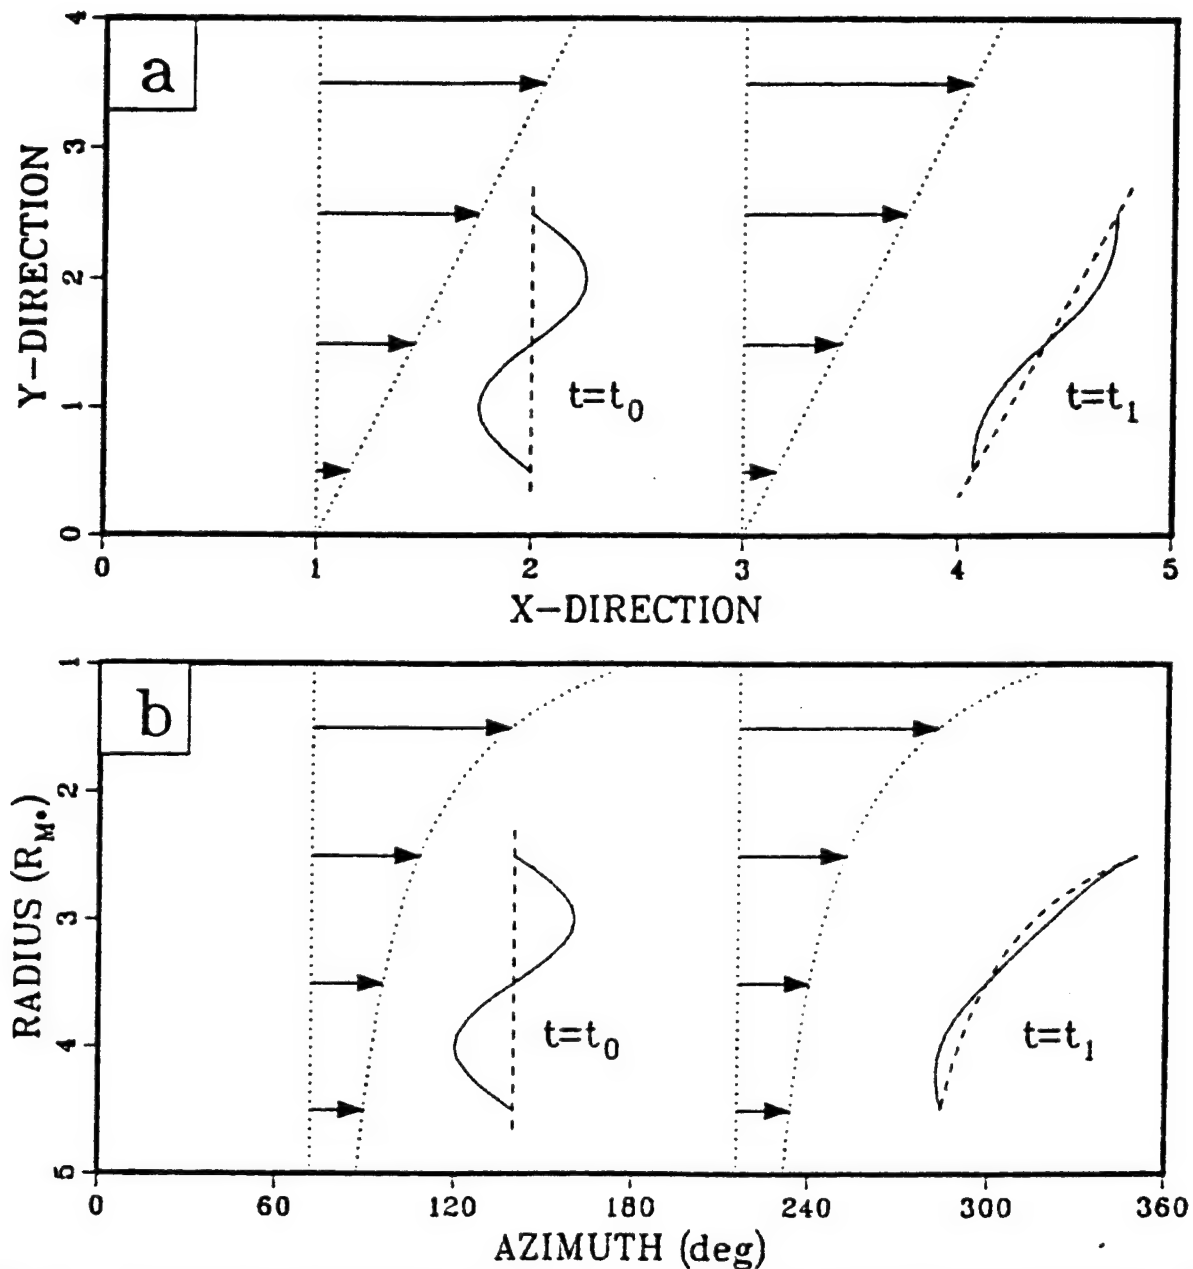 a
4
3
2
1
0
Y-DIRECTION
t=t₀
t=t₁
0 1 2 3 4 5
X-DIRECTION
b
1
2
3
4
5
RADIUS (R_M•)
t=t₀
t=t₁
0 60 120 180 240 300 360
AZIMUTH (deg)